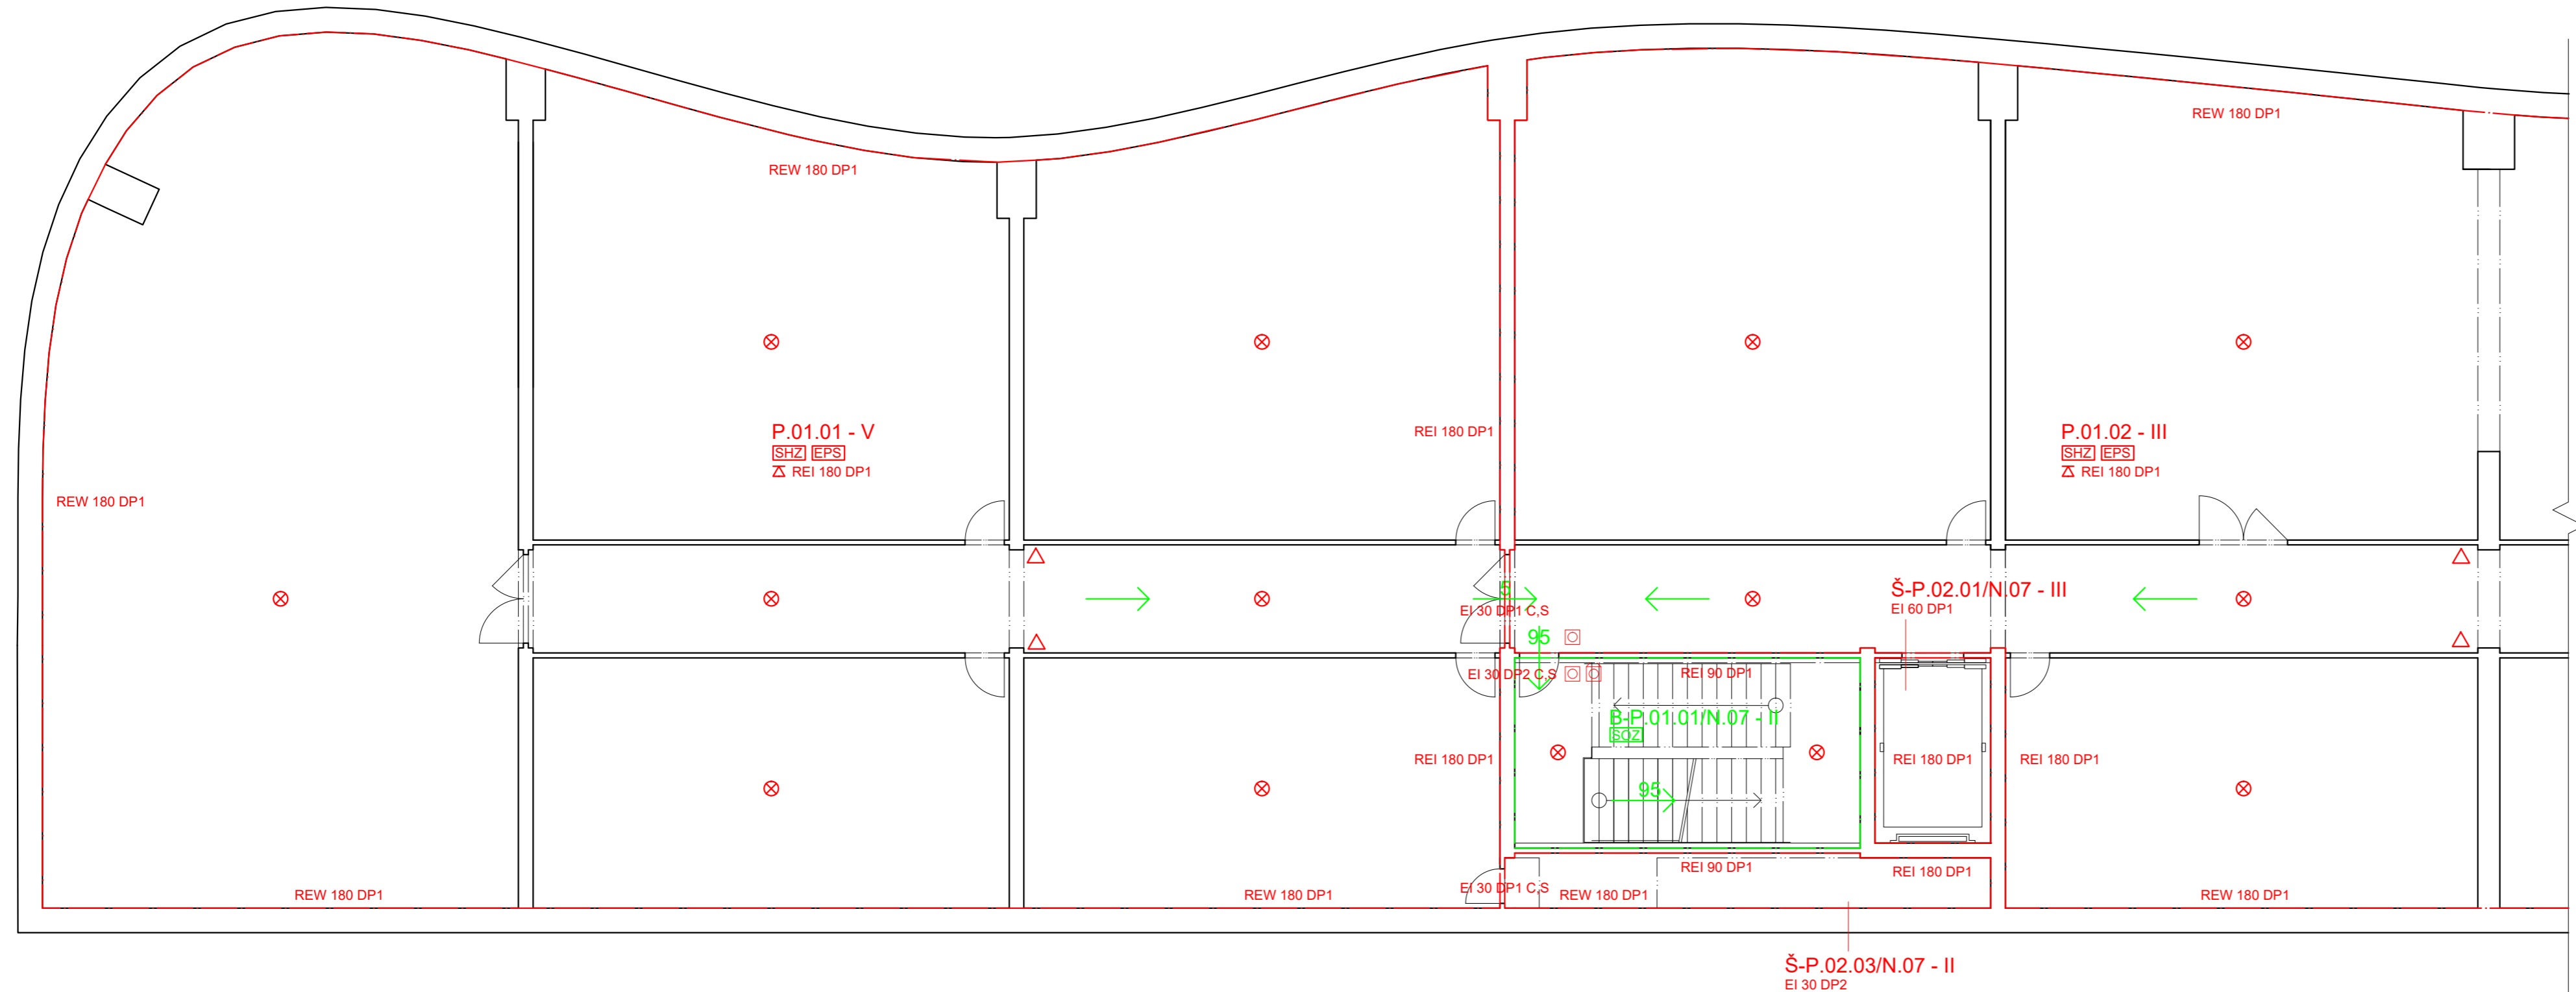 REW 180 DP1
REW 180 DP1
P.01.01 - V
SHZ EPS
REI 180 DP1
REI 180 DP1
P.01.02 - III
SHZ EPS
REI 180 DP1
REW 180 DP1
REW 180 DP1
5
EI 30 DP1 C,S
Š-P.02.01/N.07 - III
EI 60 DP1
95
EI 30 DP2 C,S
REI 90 DP1
B-P.01.01/N.07 - II
SOZ
REI 180 DP1
REI 180 DP1
REI 180 DP1
95
REI 90 DP1
REI 180 DP1
EI 30 DP1 C,S
REW 180 DP1
REW 180 DP1
REW 180 DP1
REW 180 DP1
Š-P.02.03/N.07 - II
EI 30 DP2